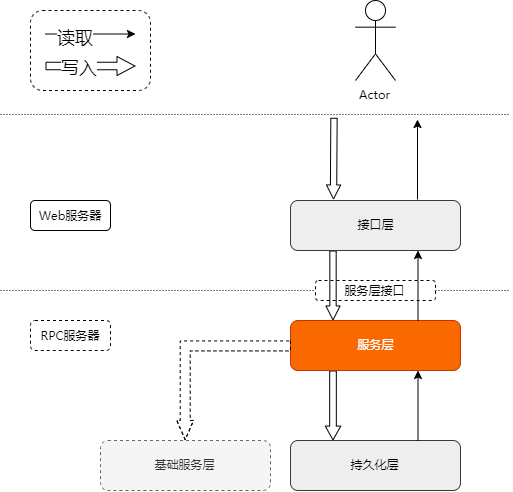 读取
写入
Actor
Web服务器
接口层
服务层接口
RPC服务器
服务层
基础服务层
持久化层